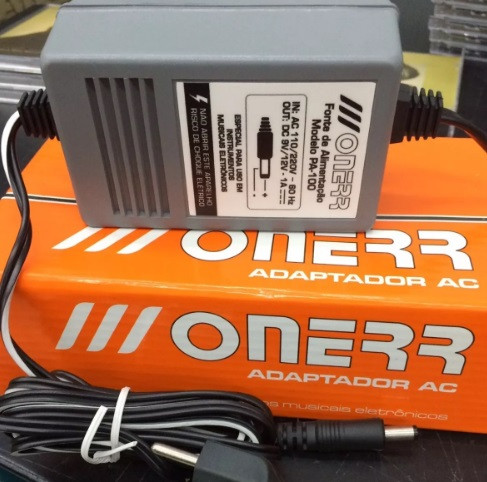 ONERR
Fonte de Alimentação
Modelo PA-100
IN: AC 110/220V - 60 Hz
OUT: DC 9V/12V - 1A
- +
ESPECIAL PARA USO EM
INSTRUMENTOS
MUSICAIS ELETRÔNICOS
NÃO ABRIR ESTE APARELHO
RISCO DE CHOQUE ELÉTRICO
ONERR
ADAPTADOR AC
ONERR
ADAPTADOR AC
musicais eletrônicos